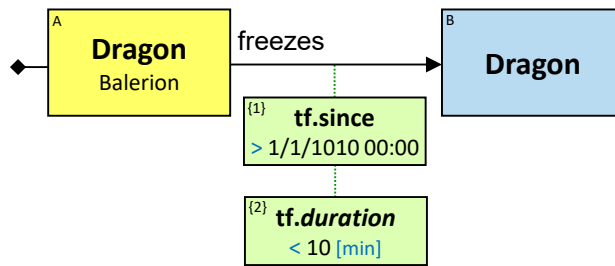 A
Dragon
Balerion
freezes
B
Dragon
{1}
tf.since
> 1/1/1010 00:00
{2}
tf.duration
< 10 [min]